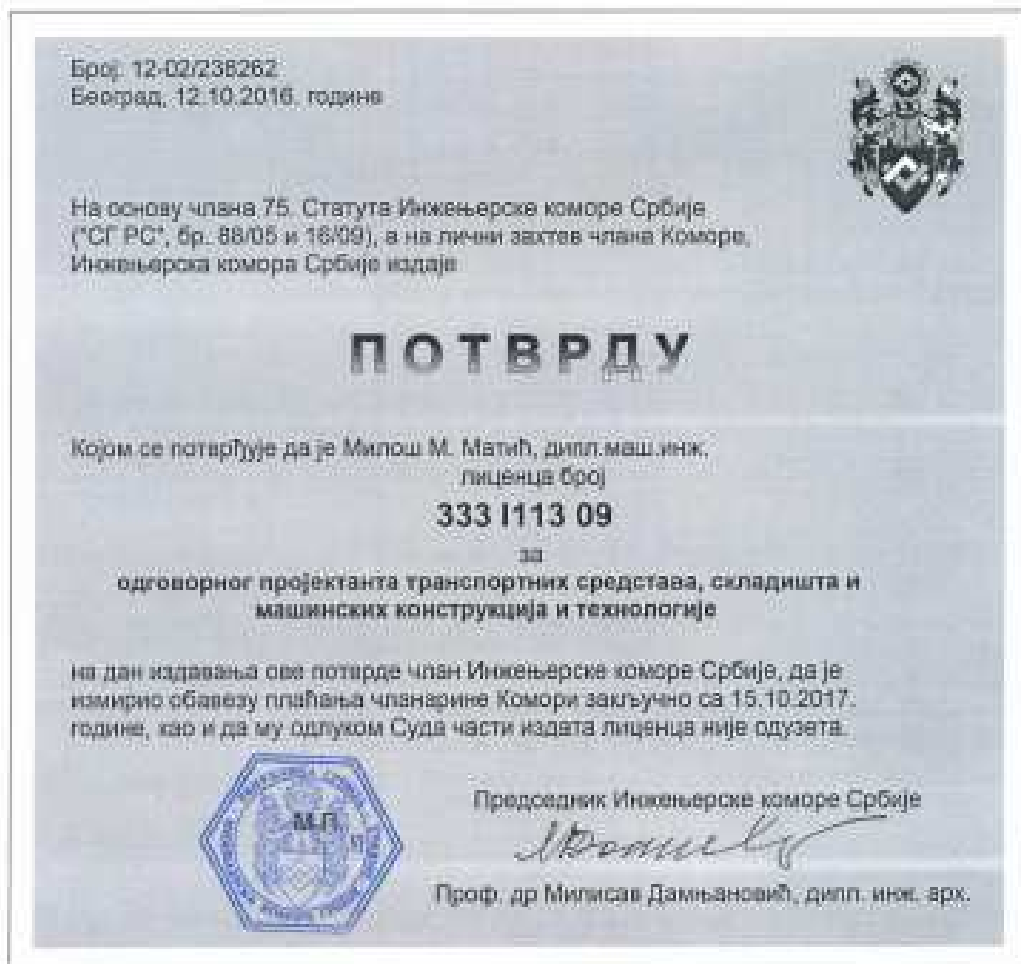 Број: 12-02/238262
Београд, 12.10.2016. године
На основу члана 75. Статута Инжењерске коморе Србије
("СГ РС", бр. 88/05 и 16/09), а на лични захтев члана Коморе,
Инжењерска комора Србије издаје
ПОТВРДУ
Којом се потврђује да је Милош М. Матић, дипл.маш.инж.
лиценца број
333 I113 09
за
одговорног пројектанта транспортних средстава, складишта и
машинских конструкција и технологије
на дан издавања ове потврде члан Инжењерске коморе Србије, да је
измирио обавезу плаћања чланарине Комори закључно са 15.10.2017.
године, као и да му одлуком Суда части издата лиценца није одузета.
М.П.
Председник Инжењерске коморе Србије
Проф. др Милисав Дамњановић, дипл. инж. арх.